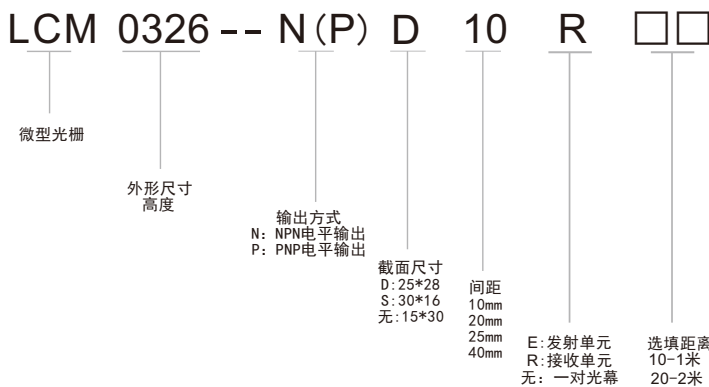 LCM 0326--N(P) D 10 R □□
微型光栅
外形尺寸
高度
输出方式
N: NPN电平输出
P: PNP电平输出
截面尺寸
D:25*28
S:30*16
无:15*30
间距
10mm
20mm
25mm
40mm
E:发射单元
R:接收单元
无: 一对光幕
选填距离
10-1米
20-2米